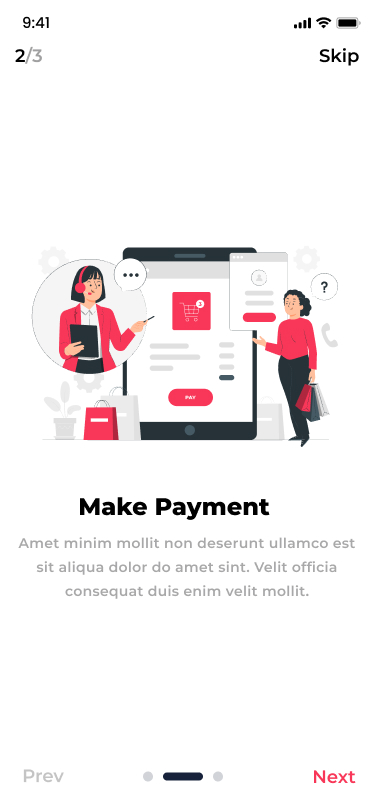 9:41
2/3 Skip
1
?
PAY
Make Payment
Amet minim mollit non deserunt ullamco est
sit aliqua dolor do amet sint. Velit officia
consequat duis enim velit mollit.
Prev Next